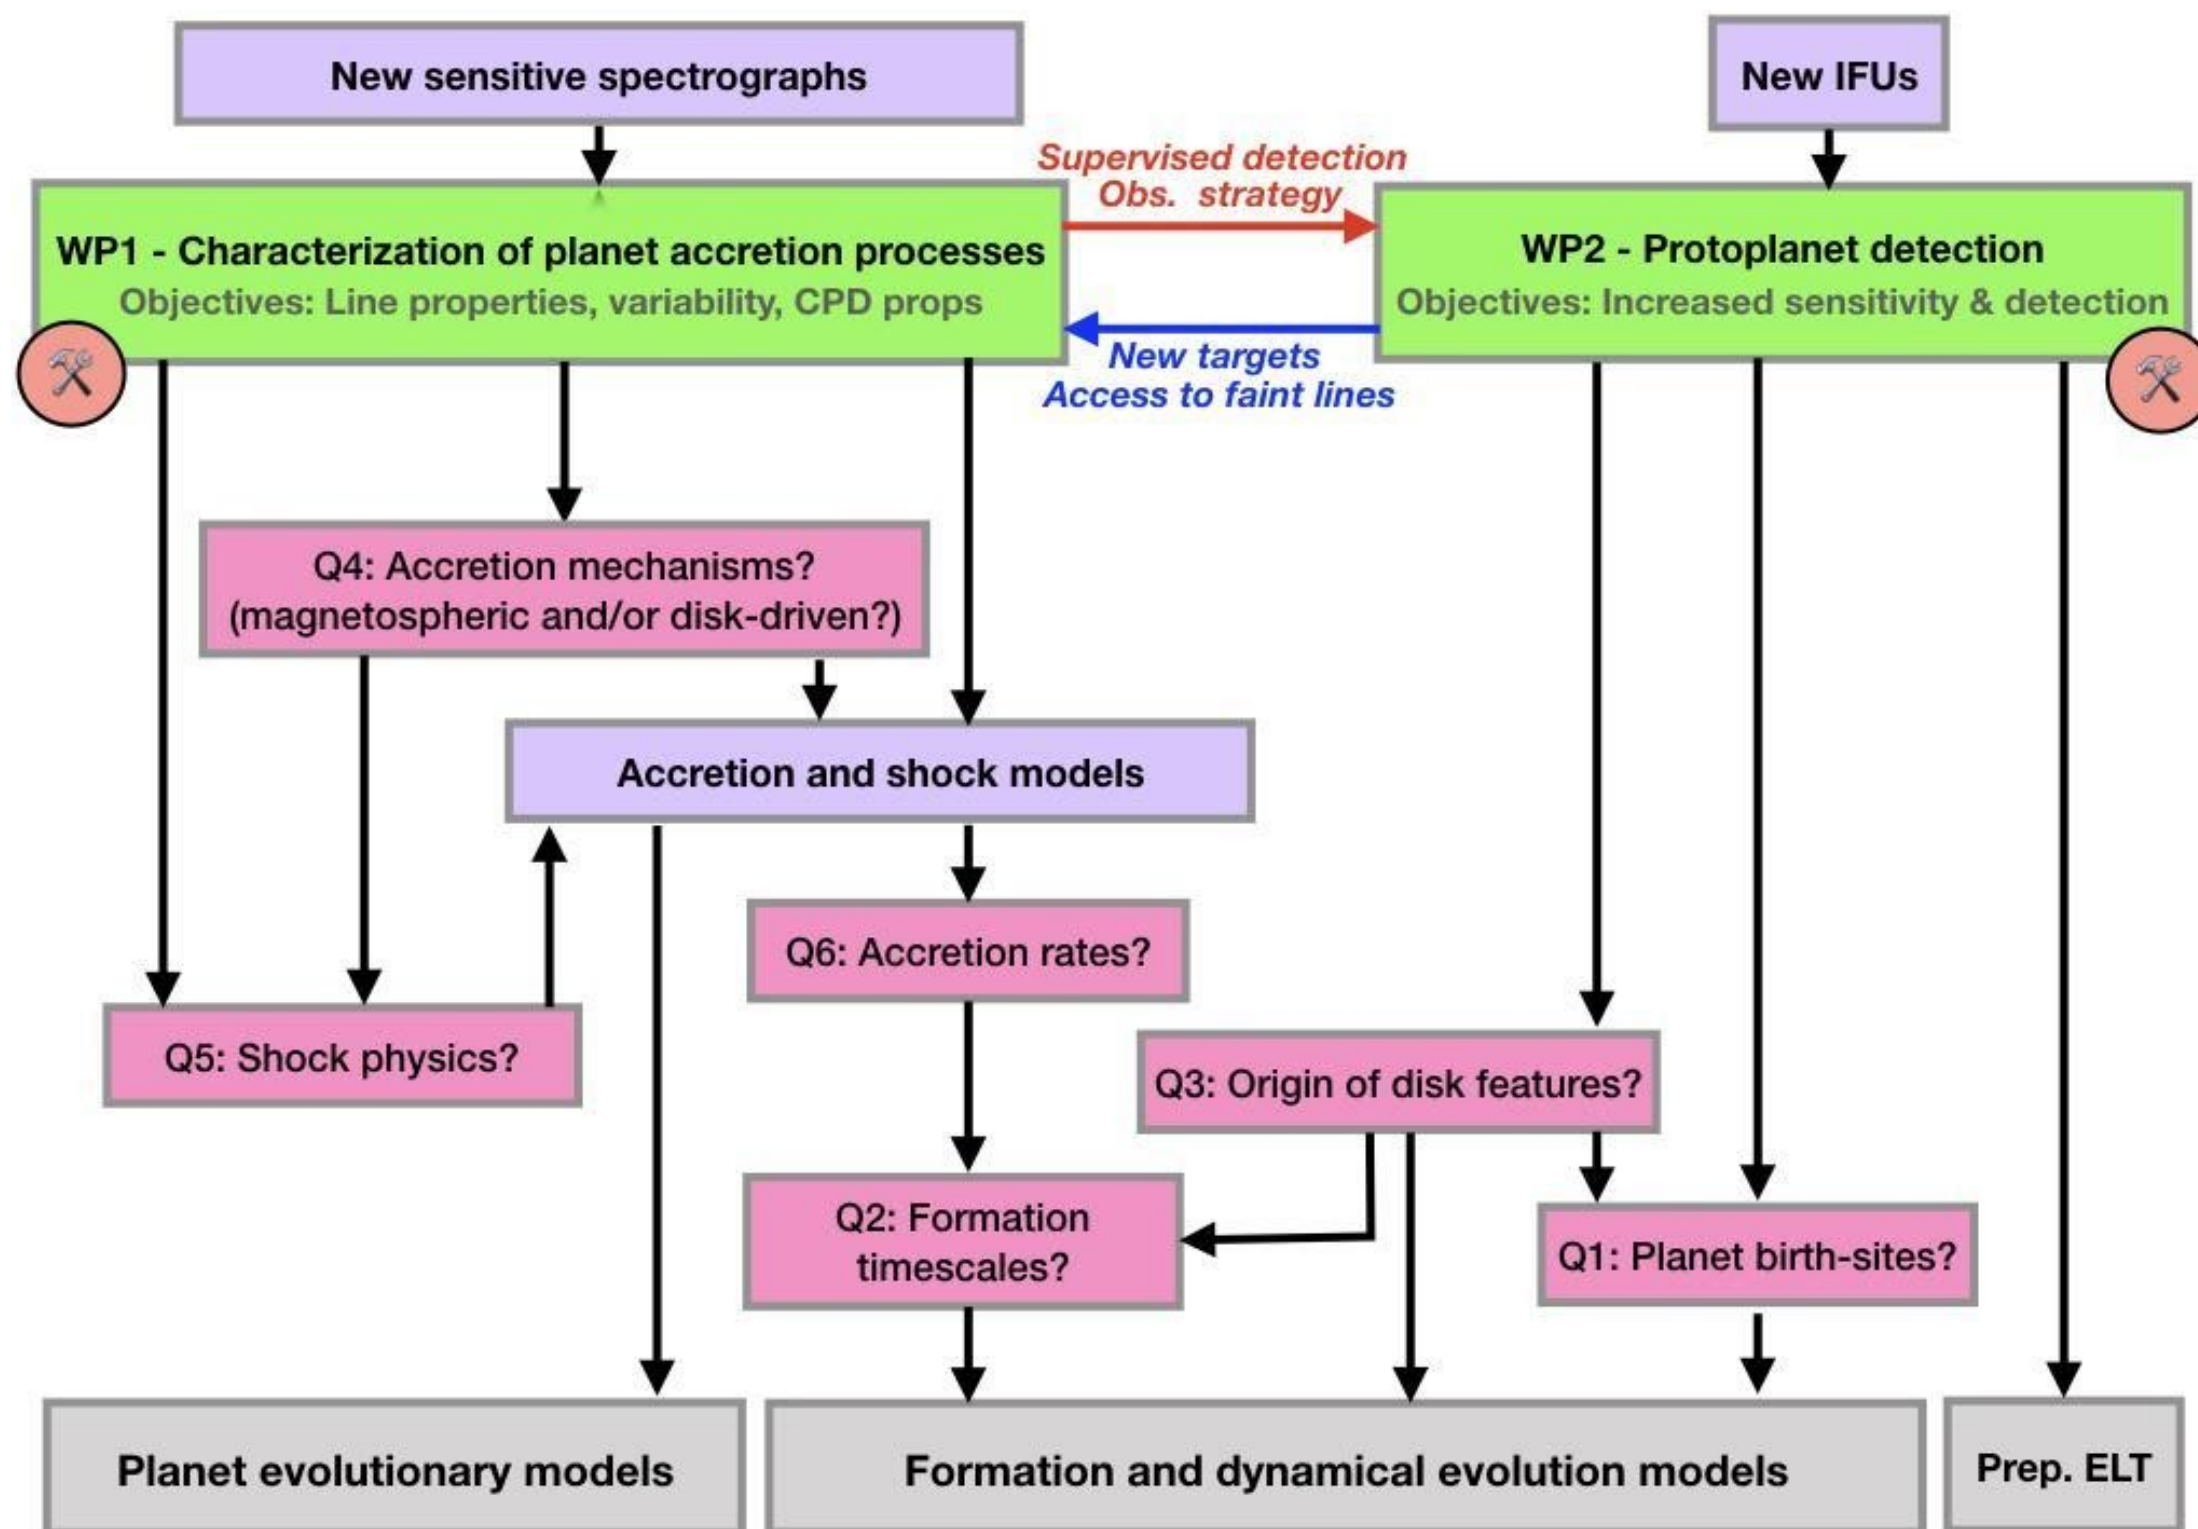 New sensitive spectrographs
New IFUs
Supervised detection
Obs. strategy
WP1 - Characterization of planet accretion processes
Objectives: Line properties, variability, CPD props
WP2 - Protoplanet detection
Objectives: Increased sensitivity & detection
New targets
Access to faint lines
Q4: Accretion mechanisms?
(magnetospheric and/or disk-driven?)
Accretion and shock models
Q6: Accretion rates?
Q5: Shock physics?
Q3: Origin of disk features?
Q2: Formation
timescales?
Q1: Planet birth-sites?
Planet evolutionary models
Formation and dynamical evolution models
Prep. ELT